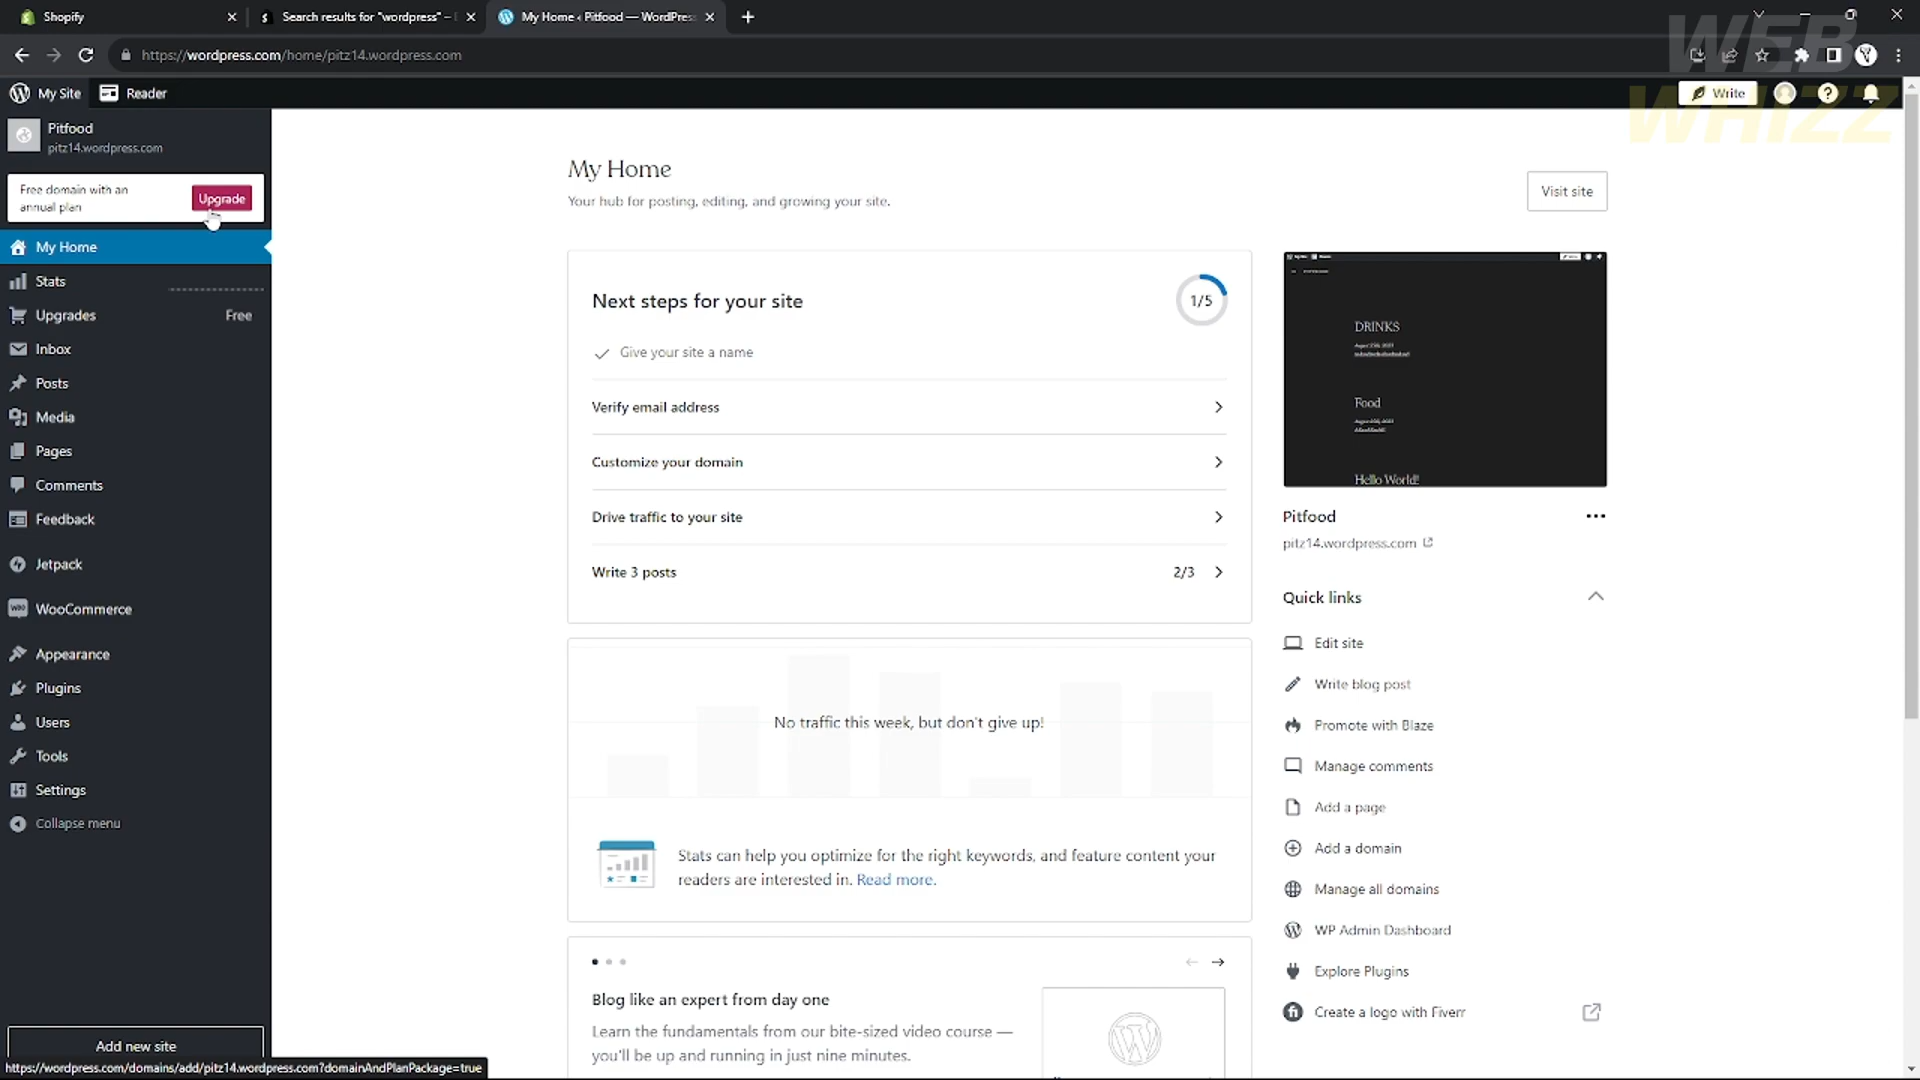 Shopify
Search results for "wordpress" –
My Home ‹ Pitfood — WordPress
https://wordpress.com/home/pitz14.wordpress.com
WEB
WHIZZ
My Site
Reader
Write
Pitfood
pitz14.wordpress.com
Free domain with an
annual plan
Upgrade
My Home
Stats
Upgrades
Free
Inbox
Posts
Media
Pages
Comments
Feedback
Jetpack
WooCommerce
Appearance
Plugins
Users
Tools
Settings
Collapse menu
Add new site
https://wordpress.com/domains/add/pitz14.wordpress.com?domainAndPlanPackage=true
My Home
Your hub for posting, editing, and growing your site.
Visit site
Next steps for your site
1/5
Give your site a name
Verify email address
Customize your domain
Drive traffic to your site
Write 3 posts
2/3
No traffic this week, but don't give up!
Stats can help you optimize for the right keywords, and feature content your
readers are interested in. Read more.
Blog like an expert from day one
Learn the fundamentals from our bite-sized video course —
you'll be up and running in just nine minutes.
DRINKS
Food
Hello World!
Pitfood
pitz14.wordpress.com
Quick links
Edit site
Write blog post
Promote with Blaze
Manage comments
Add a page
Add a domain
Manage all domains
WP Admin Dashboard
Explore Plugins
Create a logo with Fiverr